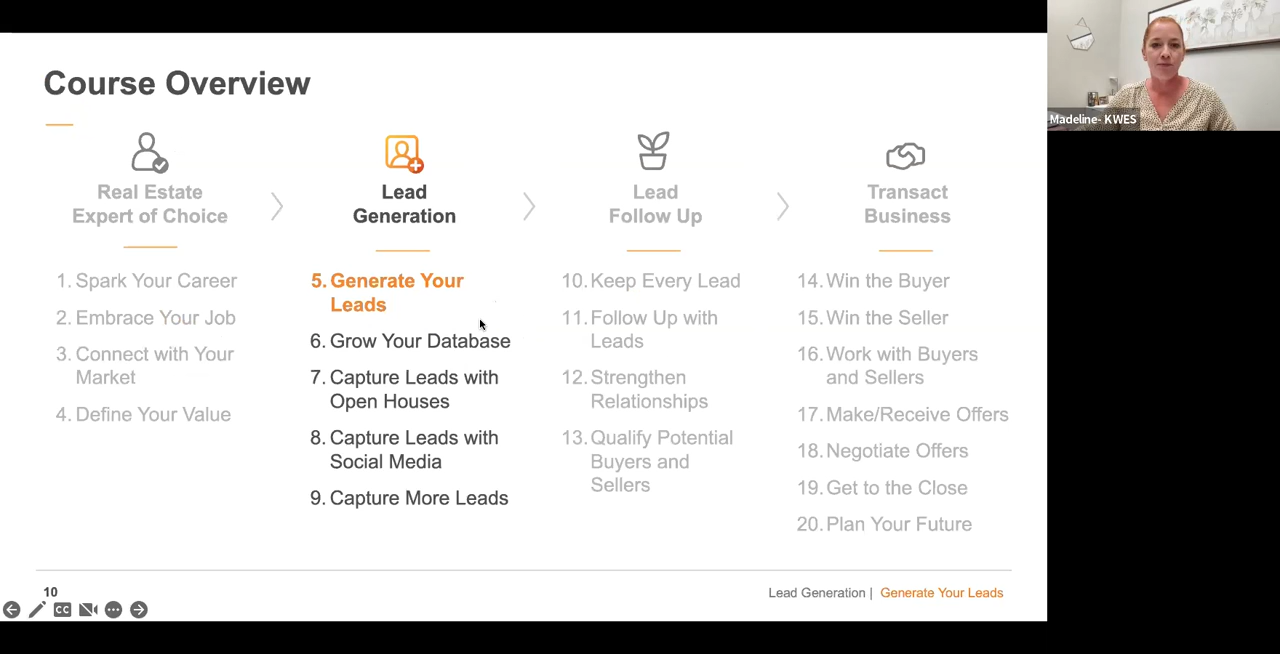 Course Overview
Real Estate
Expert of Choice
1. Spark Your Career
2. Embrace Your Job
3. Connect with Your
Market
4. Define Your Value
Lead
Generation
5. Generate Your
Leads
6. Grow Your Database
7. Capture Leads with
Open Houses
8. Capture Leads with
Social Media
9. Capture More Leads
Lead
Follow Up
10. Keep Every Lead
11. Follow Up with
Leads
12. Strengthen
Relationships
13. Qualify Potential
Buyers and
Sellers
Transact
Business
14. Win the Buyer
15. Win the Seller
16. Work with Buyers
and Sellers
17. Make/Receive Offers
18. Negotiate Offers
19. Get to the Close
20. Plan Your Future
10
Lead Generation | Generate Your Leads
CC
Madeline- KWES